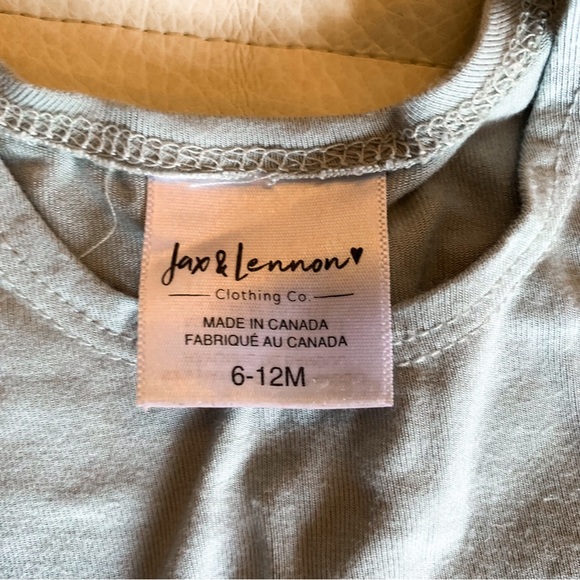 Jax & Lennon♥
Clothing Co.
MADE IN CANADA
FABRIQUÉ AU CANADA
6-12M